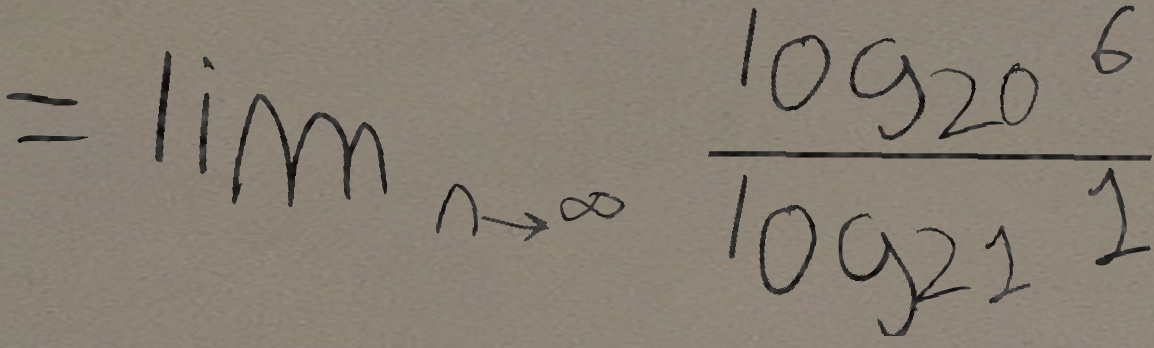 = lim n→∞ log₂₀ 6 / log₂₁ 1